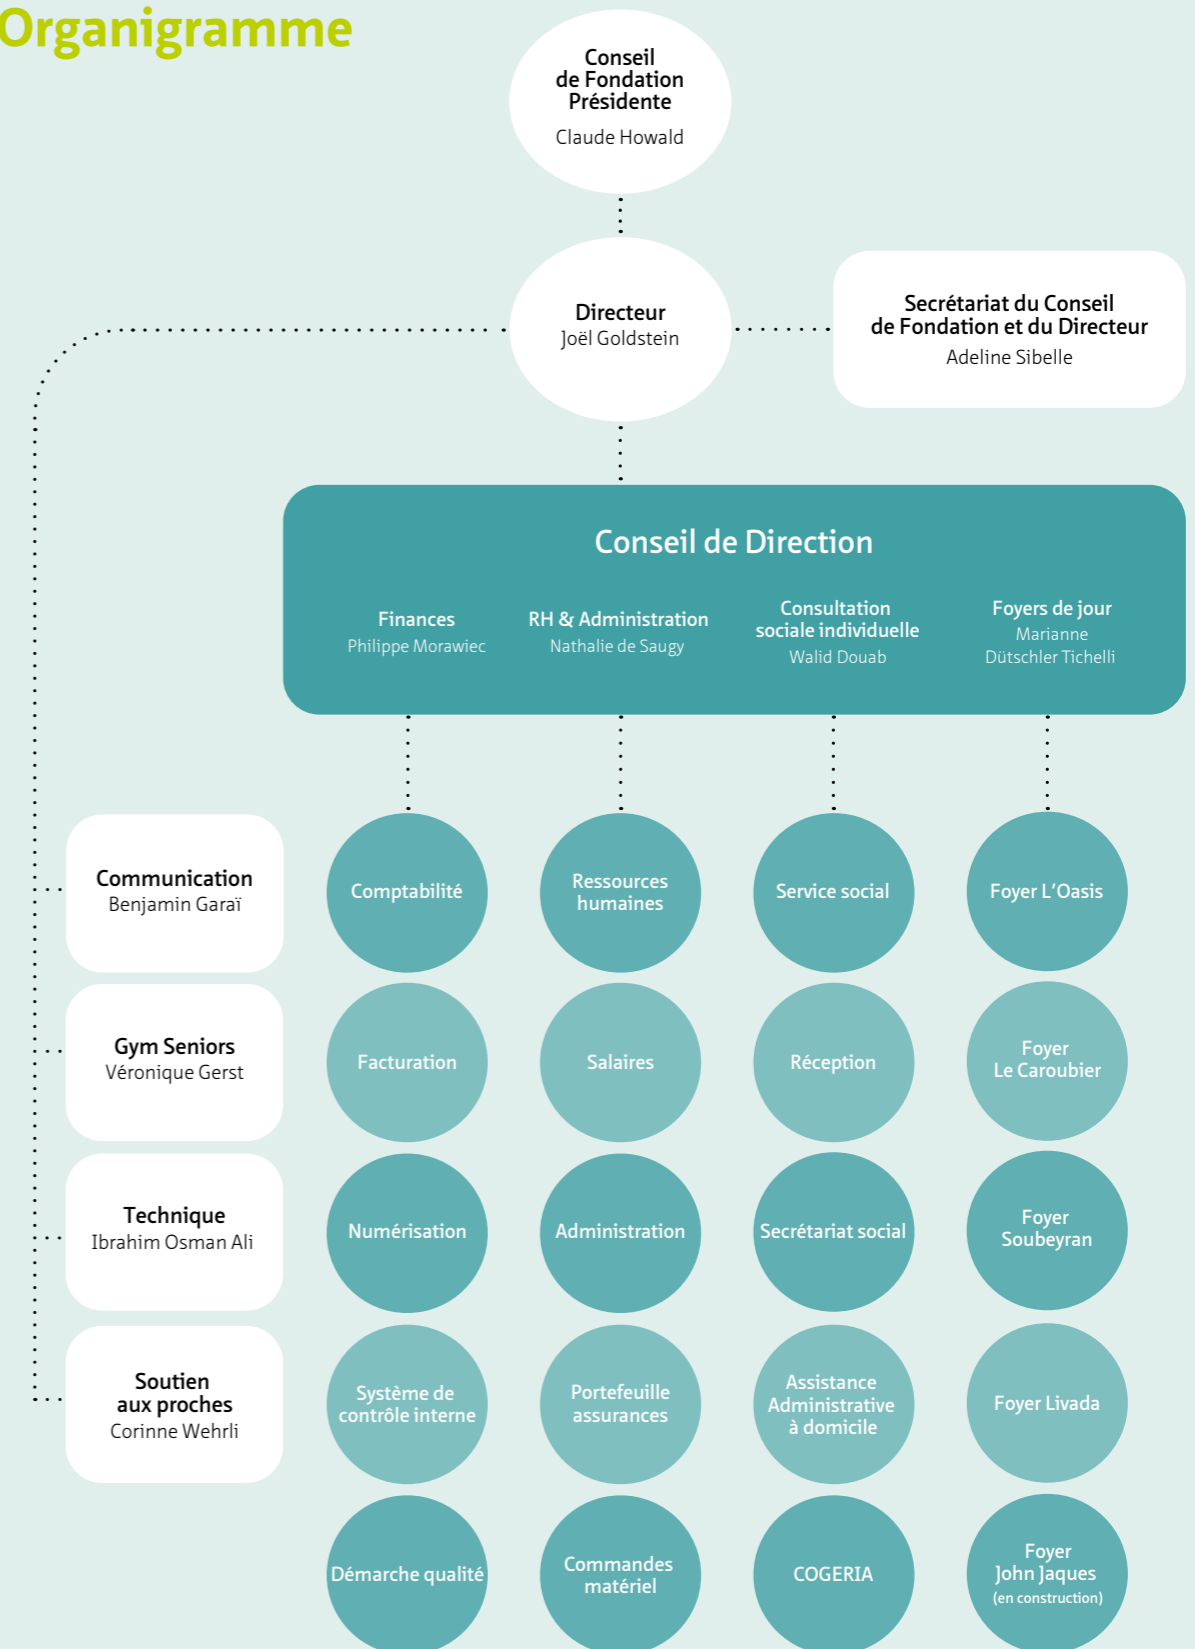 Organigramme
Conseil
de Fondation
Présidente
Claude Howald
Directeur
Joël Goldstein
Secrétariat du Conseil
de Fondation et du Directeur
Adeline Sibelle
Conseil de Direction
Finances
Philippe Morawiec
RH & Administration
Nathalie de Saugy
Consultation
sociale individuelle
Walid Douab
Foyers de jour
Marianne
Dütschler Tichelli
Communication
Benjamin Garaï
Comptabilité
Ressources
humaines
Service social
Foyer L'Oasis
Gym Seniors
Véronique Gerst
Facturation
Salaires
Réception
Foyer
Le Caroubier
Technique
Ibrahim Osman Ali
Numérisation
Administration
Secrétariat social
Foyer
Soubeyran
Soutien
aux proches
Corinne Wehrli
Système de
contrôle interne
Portefeuille
assurances
Assistance
Administrative
à domicile
Foyer Livada
Démarche qualité
Commandes
matériel
COGERIA
Foyer
John Jaques
(en construction)